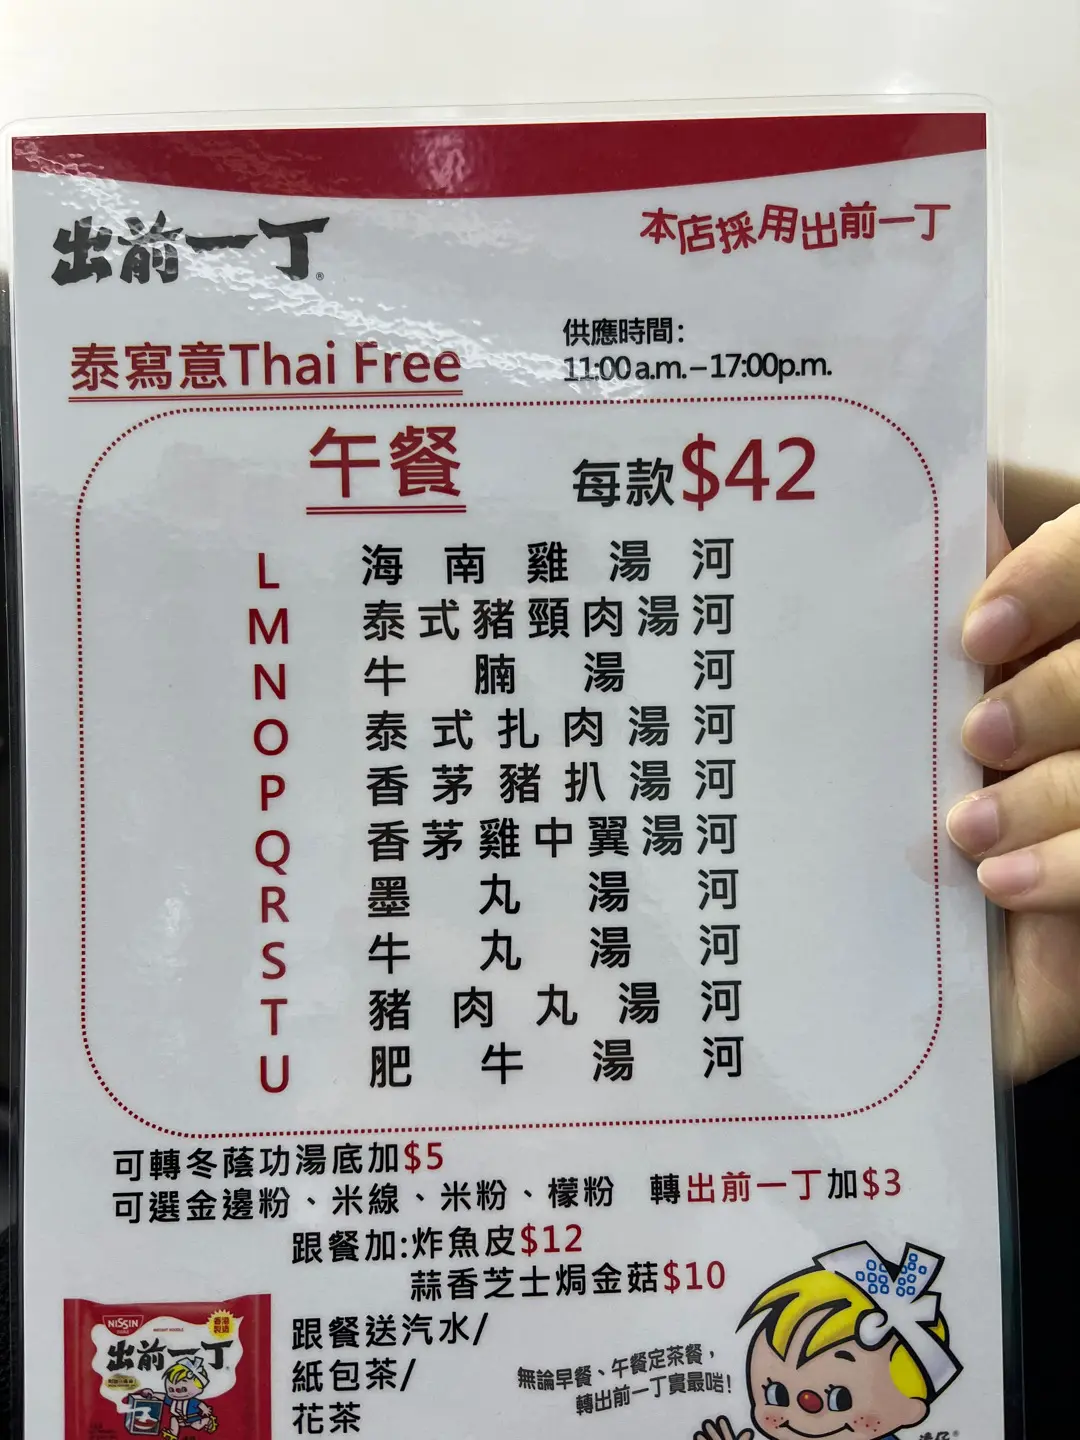 出前一丁®
本店採用出前一丁
泰寫意Thai Free
供應時間：
11:00 a.m.－17:00p.m.
午餐
每款$42
L 海南雞湯河
M 泰式豬頸肉湯河
N 牛腩湯河
O 泰式扎肉湯河
P 香茅豬扒湯河
Q 香茅雞中翼湯河
R 墨丸湯河
S 牛丸湯河
T 豬肉丸湯河
U 肥牛湯河
可轉冬蔭功湯底加$5
可選金邊粉、米線、米粉、檬粉 轉出前一丁加$3
跟餐加:炸魚皮$12
蒜香芝士焗金菇$10
跟餐送汽水/
紙包茶/
花茶
無論早餐、午餐定茶餐，
轉出前一丁實最啱！
NISSIN
香港
製造
出前一丁
清仔®